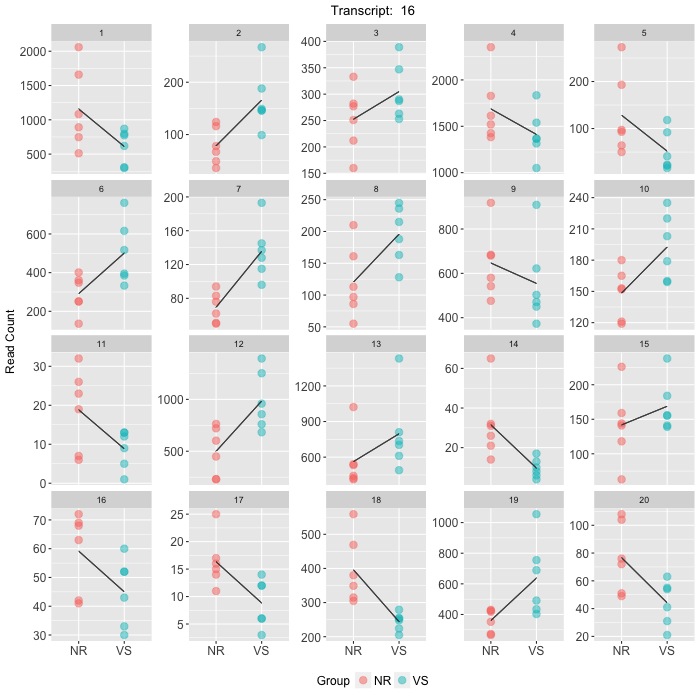 Transcript: 16
1 2 3 4 5
2000 1500 1000 500
200 100
400 350 300 250 200 150
2000 1500 1000
200 100
6 7 8 9 10
600 400 200
200 160 120 80
250 200 150 100 50
800 600 400
240 210 180 150 120
Read Count
11 12 13 14 15
30 20 10 0
1000 500
1200 900 600
60 40 20
200 150 100
16 17 18 19 20
70 60 50 40 30
25 20 15 10 5
500 400 300 200
1000 800 600 400
100 80 60 40 20
NR VS NR VS NR VS NR VS NR VS
Group NR VS